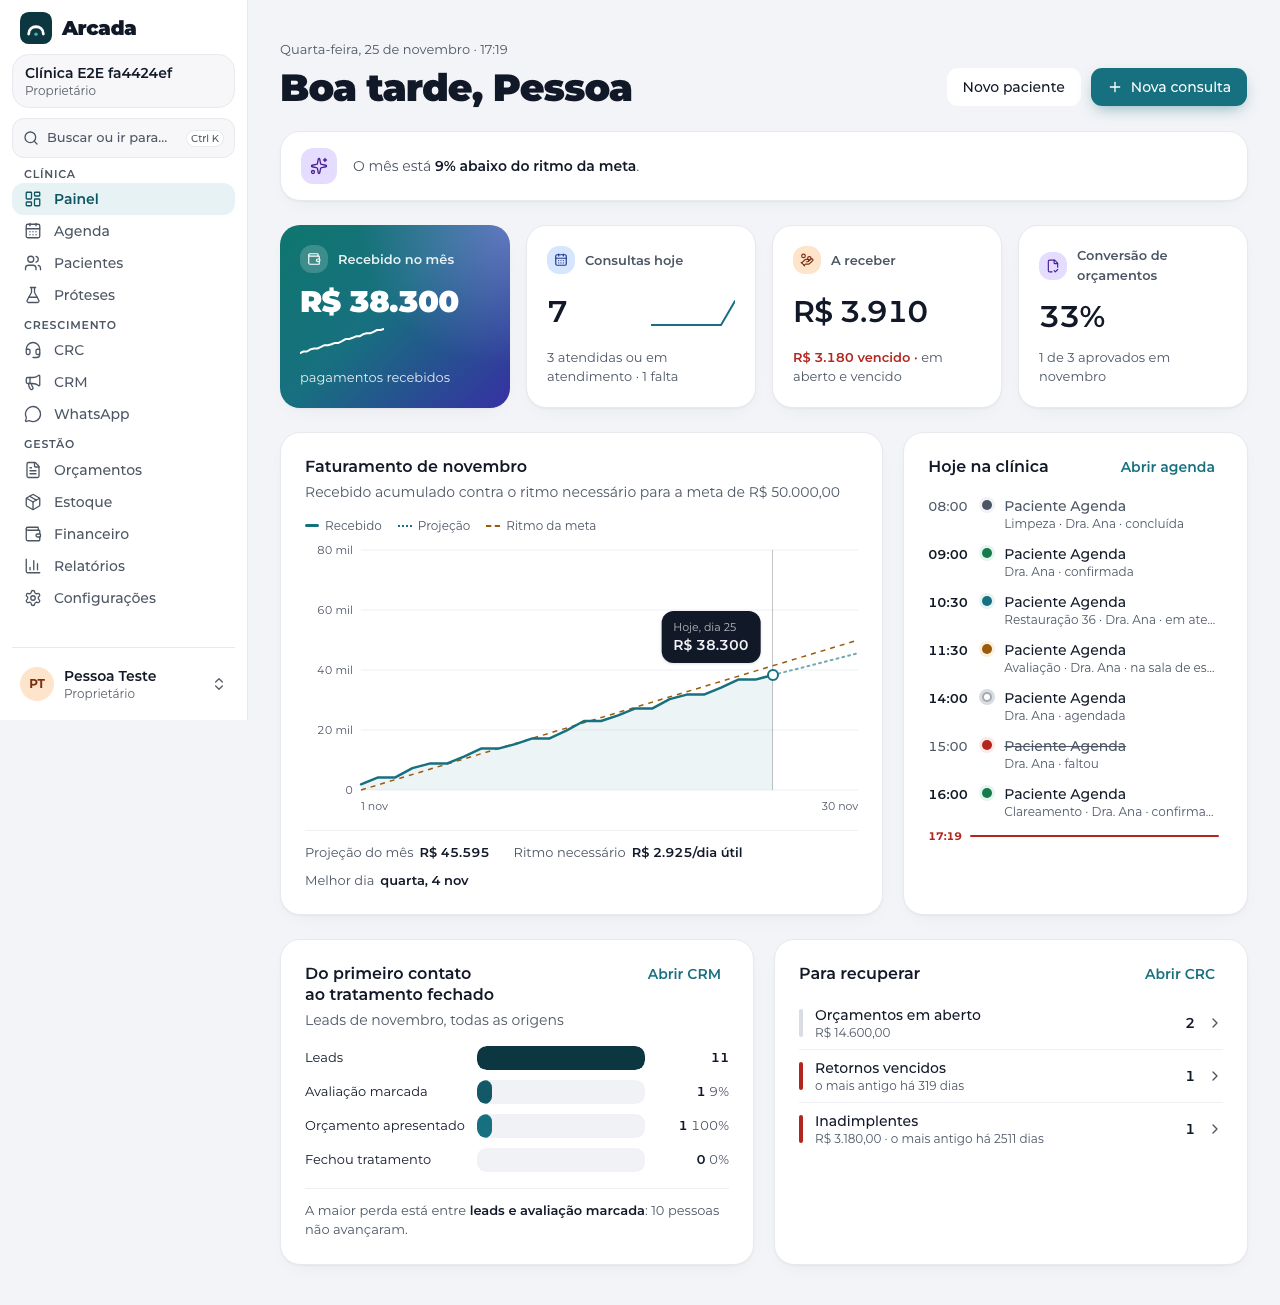 Arcada
Clínica E2E fa4424ef
Proprietário
Buscar ou ir para... Ctrl K
CLÍNICA
Painel
Agenda
Pacientes
Próteses
CRESCIMENTO
CRC
CRM
WhatsApp
GESTÃO
Orçamentos
Estoque
Financeiro
Relatórios
Configurações
PT
Pessoa Teste
Proprietário
Quarta-feira, 25 de novembro · 17:19
Boa tarde, Pessoa
Novo paciente
Nova consulta
O mês está 9% abaixo do ritmo da meta.
Recebido no mês
R$ 38.300
pagamentos recebidos
Consultas hoje
7
3 atendidas ou em
atendimento · 1 falta
A receber
R$ 3.910
R$ 3.180 vencido · em
aberto e vencido
Conversão de
orçamentos
33%
1 de 3 aprovados em
novembro
Faturamento de novembro
Recebido acumulado contra o ritmo necessário para a meta de R$ 50.000,00
Recebido Projeção Ritmo da meta
80 mil
60 mil
40 mil
20 mil
0
Hoje, dia 25
R$ 38.300
1 nov 30 nov
Projeção do mês R$ 45.595 Ritmo necessário R$ 2.925/dia útil
Melhor dia quarta, 4 nov
Hoje na clínica Abrir agenda
08:00 Paciente Agenda
Limpeza · Dra. Ana · concluída
09:00 Paciente Agenda
Dra. Ana · confirmada
10:30 Paciente Agenda
Restauração 36 · Dra. Ana · em ate...
11:30 Paciente Agenda
Avaliação · Dra. Ana · na sala de es...
14:00 Paciente Agenda
Dra. Ana · agendada
15:00 Paciente Agenda
Dra. Ana · faltou
16:00 Paciente Agenda
Clareamento · Dra. Ana · confirma...
17:19
Do primeiro contato
ao tratamento fechado
Abrir CRM
Leads de novembro, todas as origens
Leads 11
Avaliação marcada 1 9%
Orçamento apresentado 1 100%
Fechou tratamento 0 0%
A maior perda está entre leads e avaliação marcada: 10 pessoas
não avançaram.
Para recuperar Abrir CRC
Orçamentos em aberto 2
R$ 14.600,00
Retornos vencidos 1
o mais antigo há 319 dias
Inadimplentes 1
R$ 3.180,00 · o mais antigo há 2511 dias